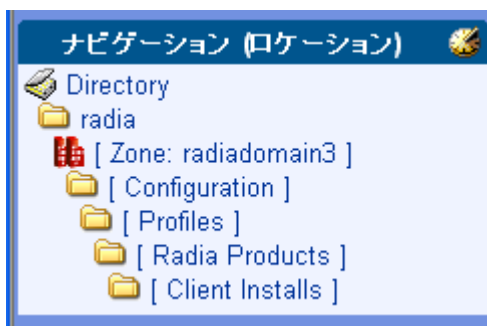 ナビゲーション (ロケーション)
Directory
radia
[ Zone: radiadomain3 ]
[ Configuration ]
[ Profiles ]
[ Radia Products ]
[ Client Installs ]